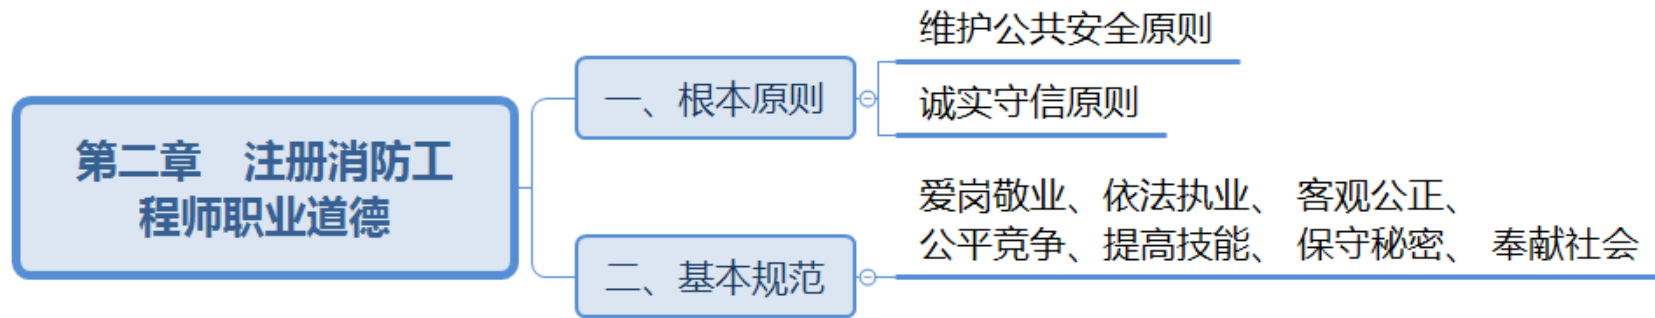 第二章　注册消防工
程师职业道德
一、根本原则
维护公共安全原则
诚实守信原则
二、基本规范
爱岗敬业、依法执业、 客观公正、
公平竞争、提高技能、 保守秘密、 奉献社会